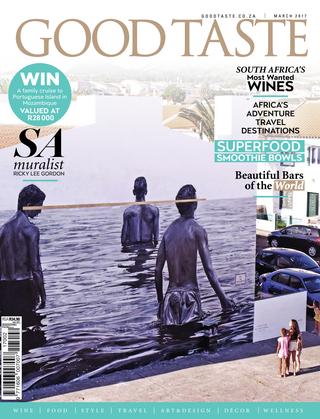 GOODTASTE.CO.ZA | MARCH 2017
GOOD TASTE
WIN
A family cruise to
Portuguese Island in
Mozambique
VALUED AT
R28 000
SA
muralist
RICKY LEE GORDON
SOUTH AFRICA'S
Most Wanted
WINES
AFRICA'S
ADVENTURE
TRAVEL
DESTINATIONS
SUPERFOOD
SMOOTHIE BOWLS
Beautiful Bars
of the World
WINE | FOOD | STYLE | TRAVEL | ART&DESIGN | DÉCOR | WELLNESS